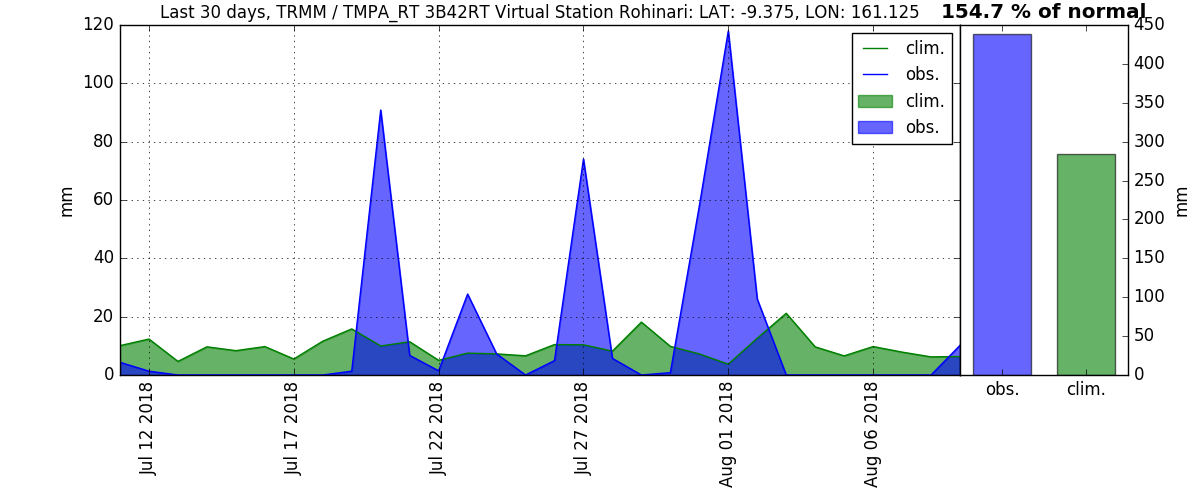 Last 30 days, TRMM / TMPA_RT 3B42RT Virtual Station Rohinari: LAT: -9.375, LON: 161.125
154.7 % of normal
120
100
80
60
40
20
0
mm
clim.
obs.
clim.
obs.
450
400
350
300
250
200
150
100
50
0
mm
Jul 12 2018
Jul 17 2018
Jul 22 2018
Jul 27 2018
Aug 01 2018
Aug 06 2018
obs.
clim.